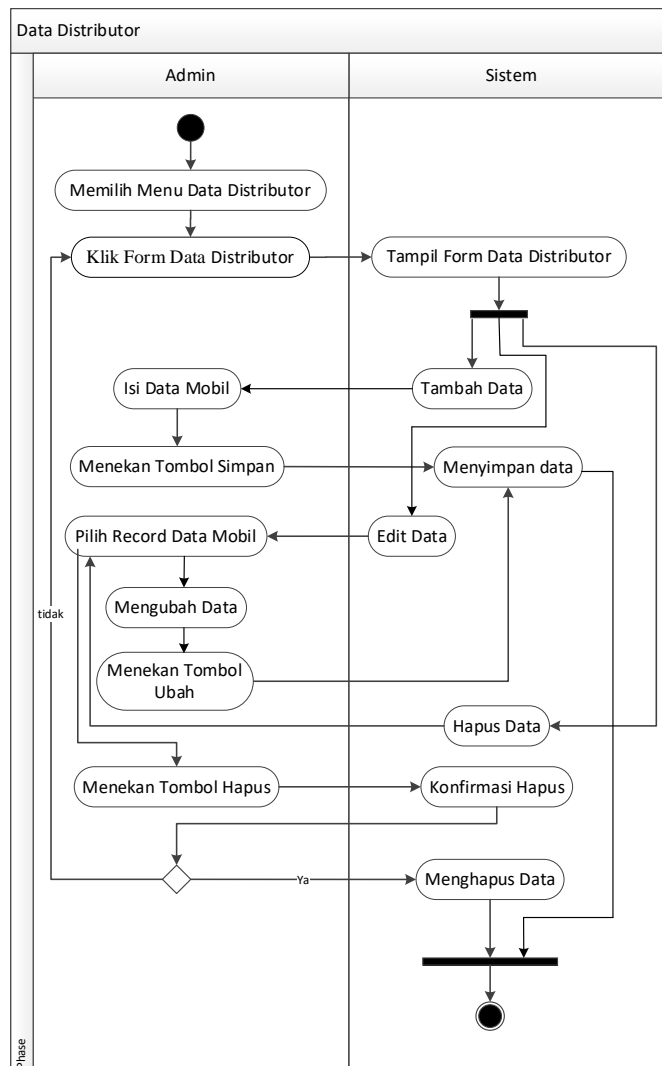 Data Distributor
Admin
Sistem
Memilih Menu Data Distributor
Klik Form Data Distributor
Tampil Form Data Distributor
Isi Data Mobil
Tambah Data
Menekan Tombol Simpan
Menyimpan data
Pilih Record Data Mobil
Edit Data
tidak
Mengubah Data
Menekan Tombol
Ubah
Hapus Data
Menekan Tombol Hapus
Konfirmasi Hapus
Ya
Menghapus Data
Phase